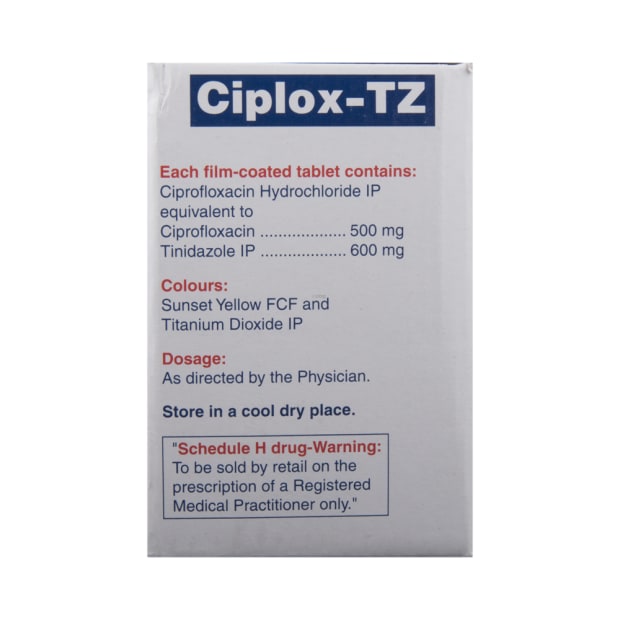 Ciplox-TZ
Each film-coated tablet contains:
Ciprofloxacin Hydrochloride IP
equivalent to
Ciprofloxacin ................... 500 mg
Tinidazole IP ................... 600 mg
Colours:
Sunset Yellow FCF and
Titanium Dioxide IP
Dosage:
As directed by the Physician.
Store in a cool dry place.
"Schedule H drug-Warning:
To be sold by retail on the
prescription of a Registered
Medical Practitioner only."